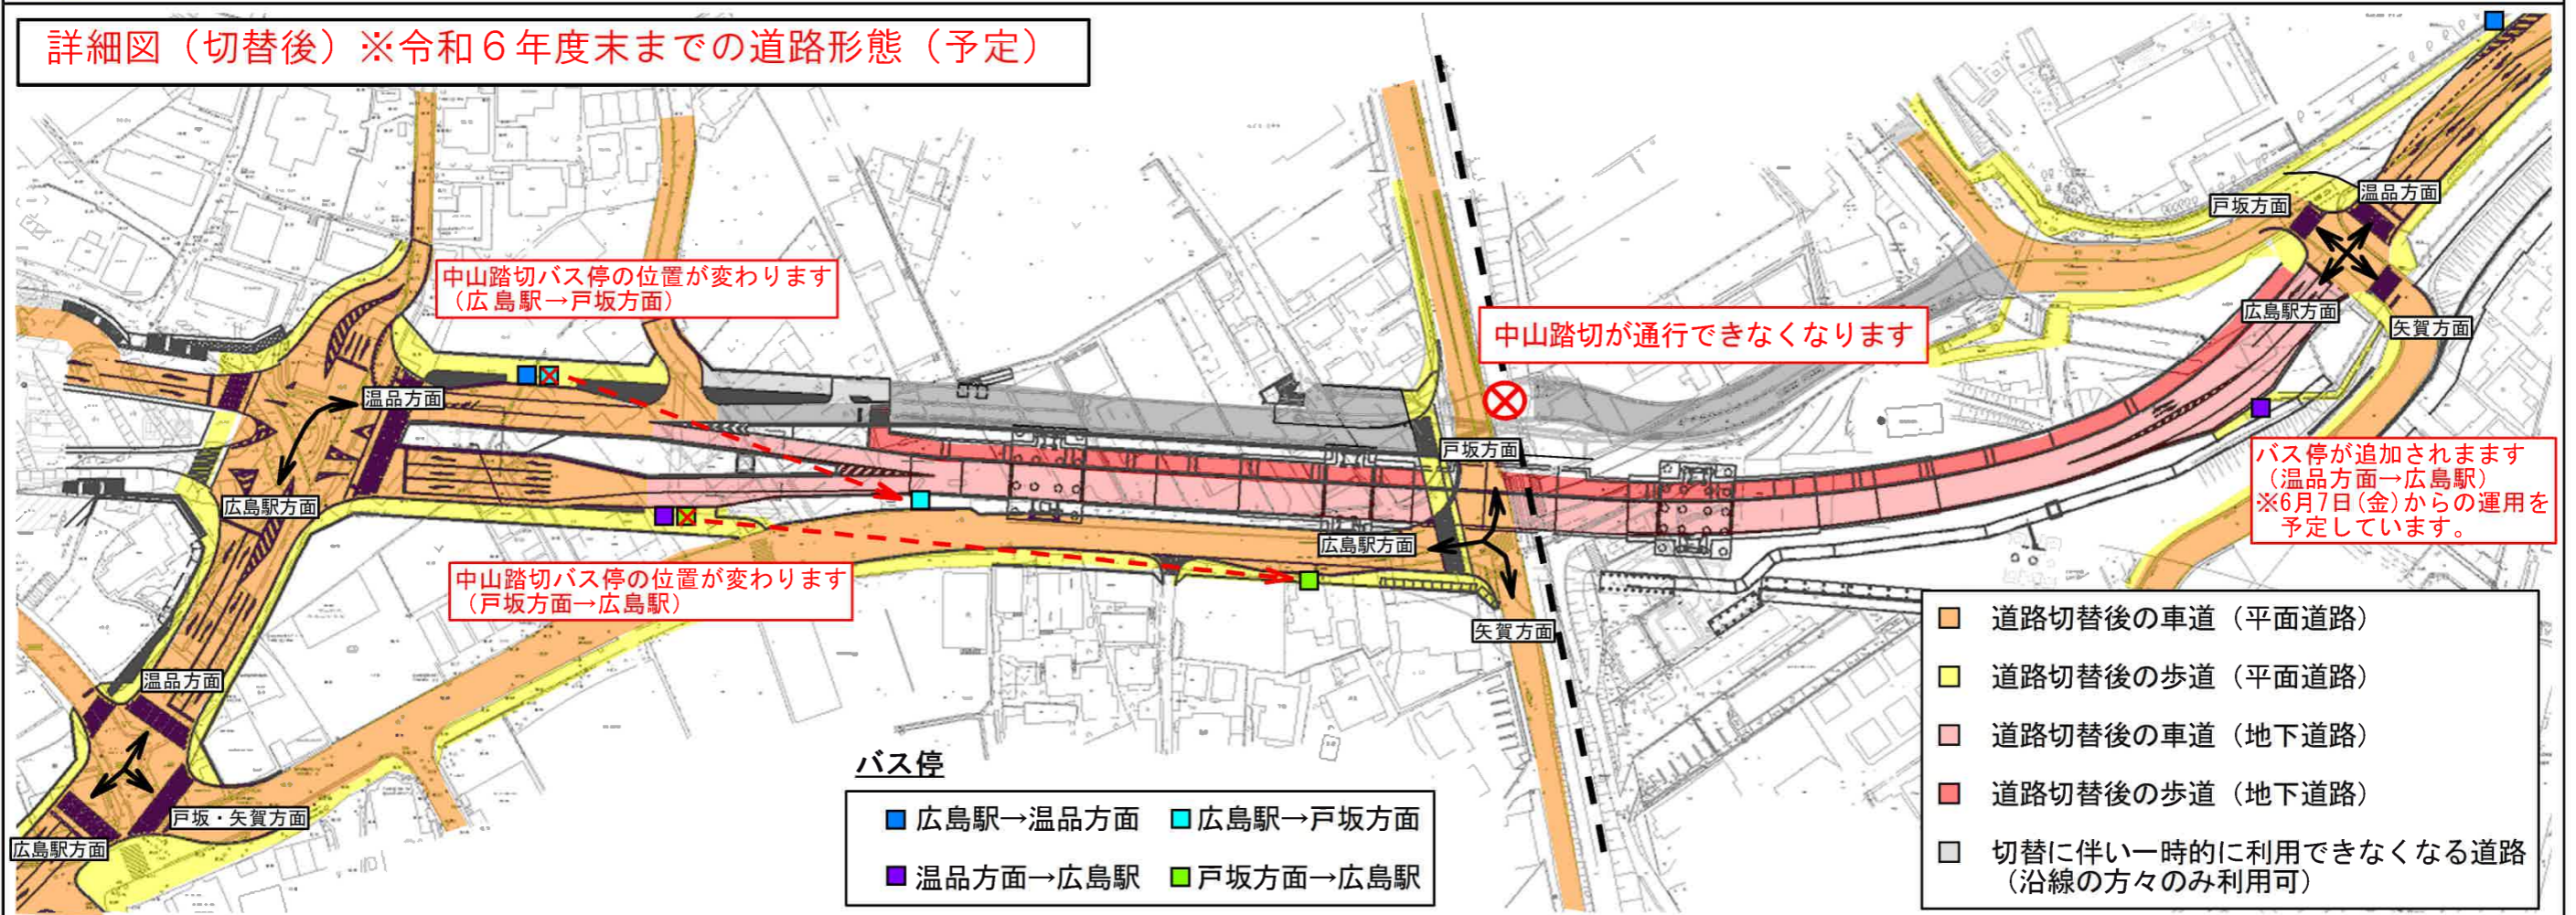 詳細図（切替後）※令和６年度末までの道路形態（予定）
戸坂方面
温品方面
中山踏切バス停の位置が変わります
（広島駅→戸坂方面）
広島駅方面
矢賀方面
中山踏切が通行できなくなります
温品方面
戸坂方面
バス停が追加されまます
（温品方面→広島駅）
※6月7日(金)からの運用を
予定しています。
広島駅方面
広島駅方面
中山踏切バス停の位置が変わります
（戸坂方面→広島駅）
矢賀方面
温品方面
戸坂・矢賀方面
広島駅方面
バス停
広島駅→温品方面
広島駅→戸坂方面
温品方面→広島駅
戸坂方面→広島駅
道路切替後の車道（平面道路）
道路切替後の歩道（平面道路）
道路切替後の車道（地下道路）
道路切替後の歩道（地下道路）
切替に伴い一時的に利用できなくなる道路
（沿線の方々のみ利用可）